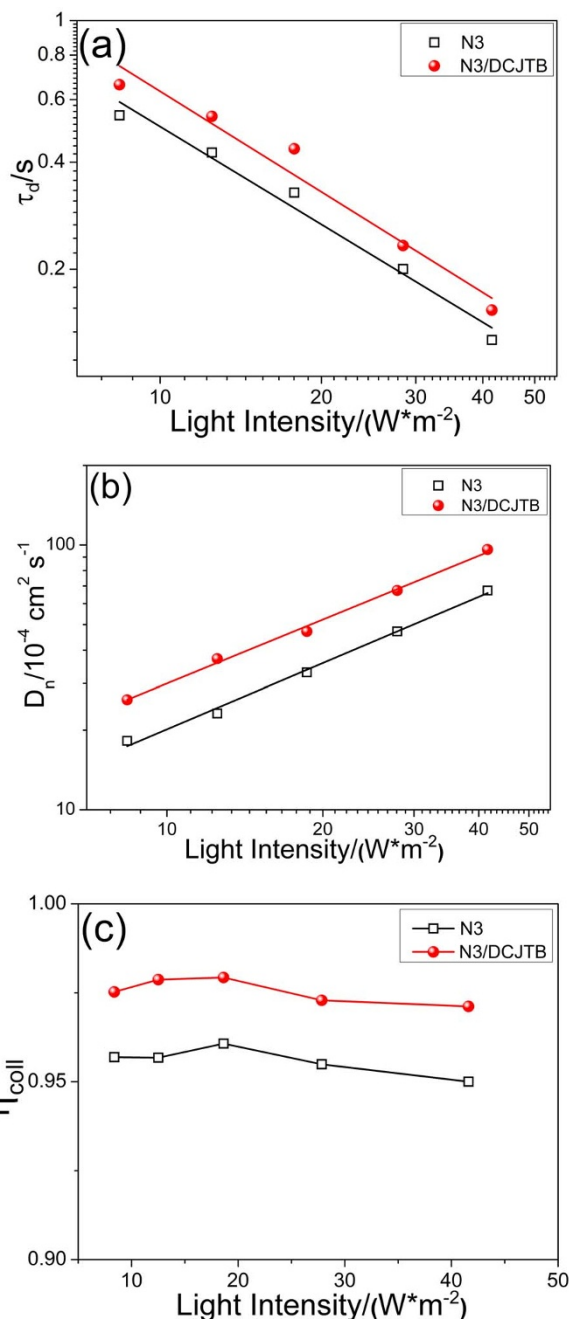 (a)
N3
N3/DCJTB
1
0.8
0.6
0.4
0.2
τd/s
10 20 30 40 50
Light Intensity/(W*m-2)
(b)
N3
N3/DCJTB
100
10
Dn/10-4 cm2 s-1
10 20 30 40 50
Light Intensity/(W*m-2)
(c)
N3
N3/DCJTB
1.00
0.95
0.90
ηcoll
10 20 30 40 50
Light Intensity/(W*m-2)